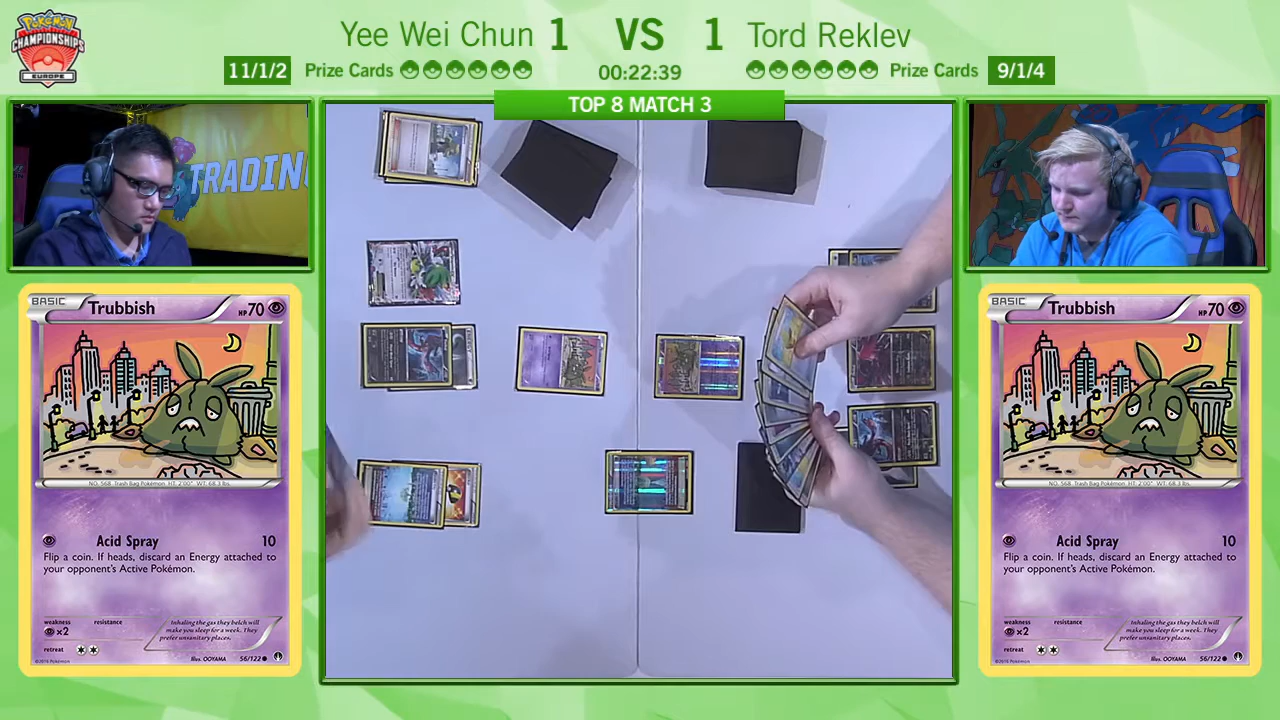 Pokémon
CHAMPIONSHIPS
EUROPE
Yee Wei Chun 1 VS 1 Tord Reklev
11/1/2 Prize Cards 00:22:39 Prize Cards 9/1/4
TOP 8 MATCH 3
TRADIN
BASIC Trubbish HP70
NO. 568 Trash Bag Pokémon HT: 2'00" WT: 68.3 lbs.
Acid Spray 10
Flip a coin. If heads, discard an Energy attached to
your opponent's Active Pokémon.
weakness resistance
x2
retreat
Inhaling the gas they belch will
make you sleep for a week. They
prefer unsanitary places.
©2016 Pokémon Illus. OOYAMA 56/122
BASIC Trubbish HP70
NO. 568 Trash Bag Pokémon HT: 2'00" WT: 68.3 lbs.
Acid Spray 10
Flip a coin. If heads, discard an Energy attached to
your opponent's Active Pokémon.
weakness resistance
x2
retreat
Inhaling the gas they belch will
make you sleep for a week. They
prefer unsanitary places.
©2016 Pokémon Illus. OOYAMA 56/122